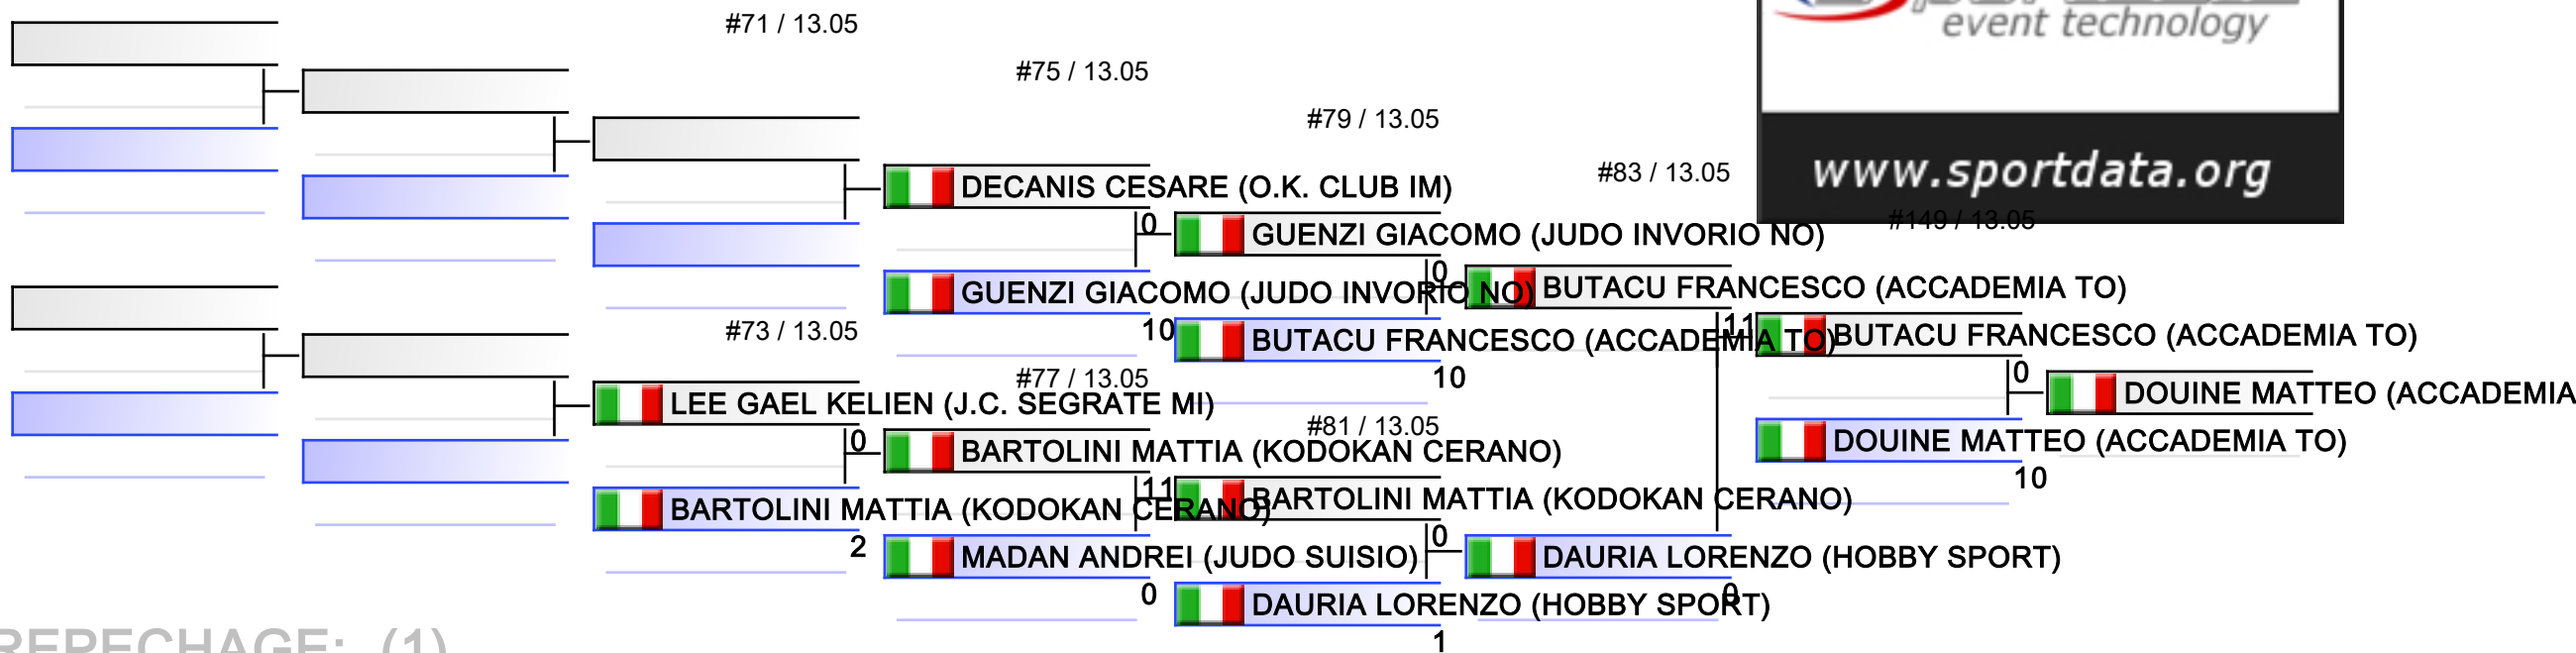 #71 / 13.05
event technology
#75 / 13.05
#79 / 13.05
#83 / 13.05
www.sportdata.org
DECANIS CESARE (O.K. CLUB IM)
0
#149 / 13.05
GUENZI GIACOMO (JUDO INVORIO NO)
0
GUENZI GIACOMO (JUDO INVORIO NO)
10
BUTACU FRANCESCO (ACCADEMIA TO)
11
#73 / 13.05
BUTACU FRANCESCO (ACCADEMIA TO)
10
BUTACU FRANCESCO (ACCADEMIA TO)
0
#77 / 13.05
LEE GAEL KELIEN (J.C. SEGRATE MI)
0
DOUINE MATTEO (ACCADEMIA
#81 / 13.05
BARTOLINI MATTIA (KODOKAN CERANO)
11
DOUINE MATTEO (ACCADEMIA TO)
10
BARTOLINI MATTIA (KODOKAN CERANO)
2
BARTOLINI MATTIA (KODOKAN CERANO)
0
MADAN ANDREI (JUDO SUISIO)
0
DAURIA LORENZO (HOBBY SPORT)
0
DAURIA LORENZO (HOBBY SPORT)
1
REPECHAGE: (1)